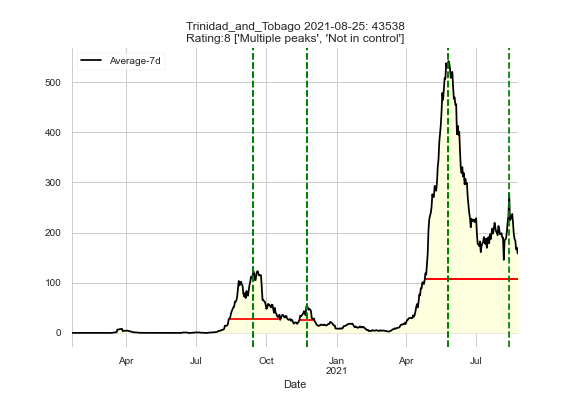 Trinidad_and_Tobago 2021-08-25: 43538
Rating:8 ['Multiple peaks', 'Not in control']
Average-7d
500
400
300
200
100
0
Apr
Jul
Oct
Jan
2021
Apr
Jul
Date